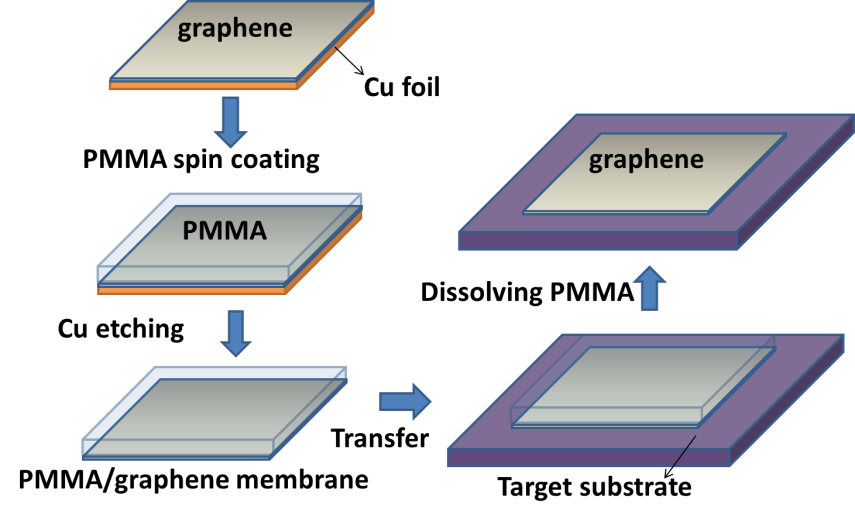 graphene
Cu foil
PMMA spin coating
PMMA
Cu etching
PMMA/graphene membrane
Transfer
Target substrate
Dissolving PMMA
graphene